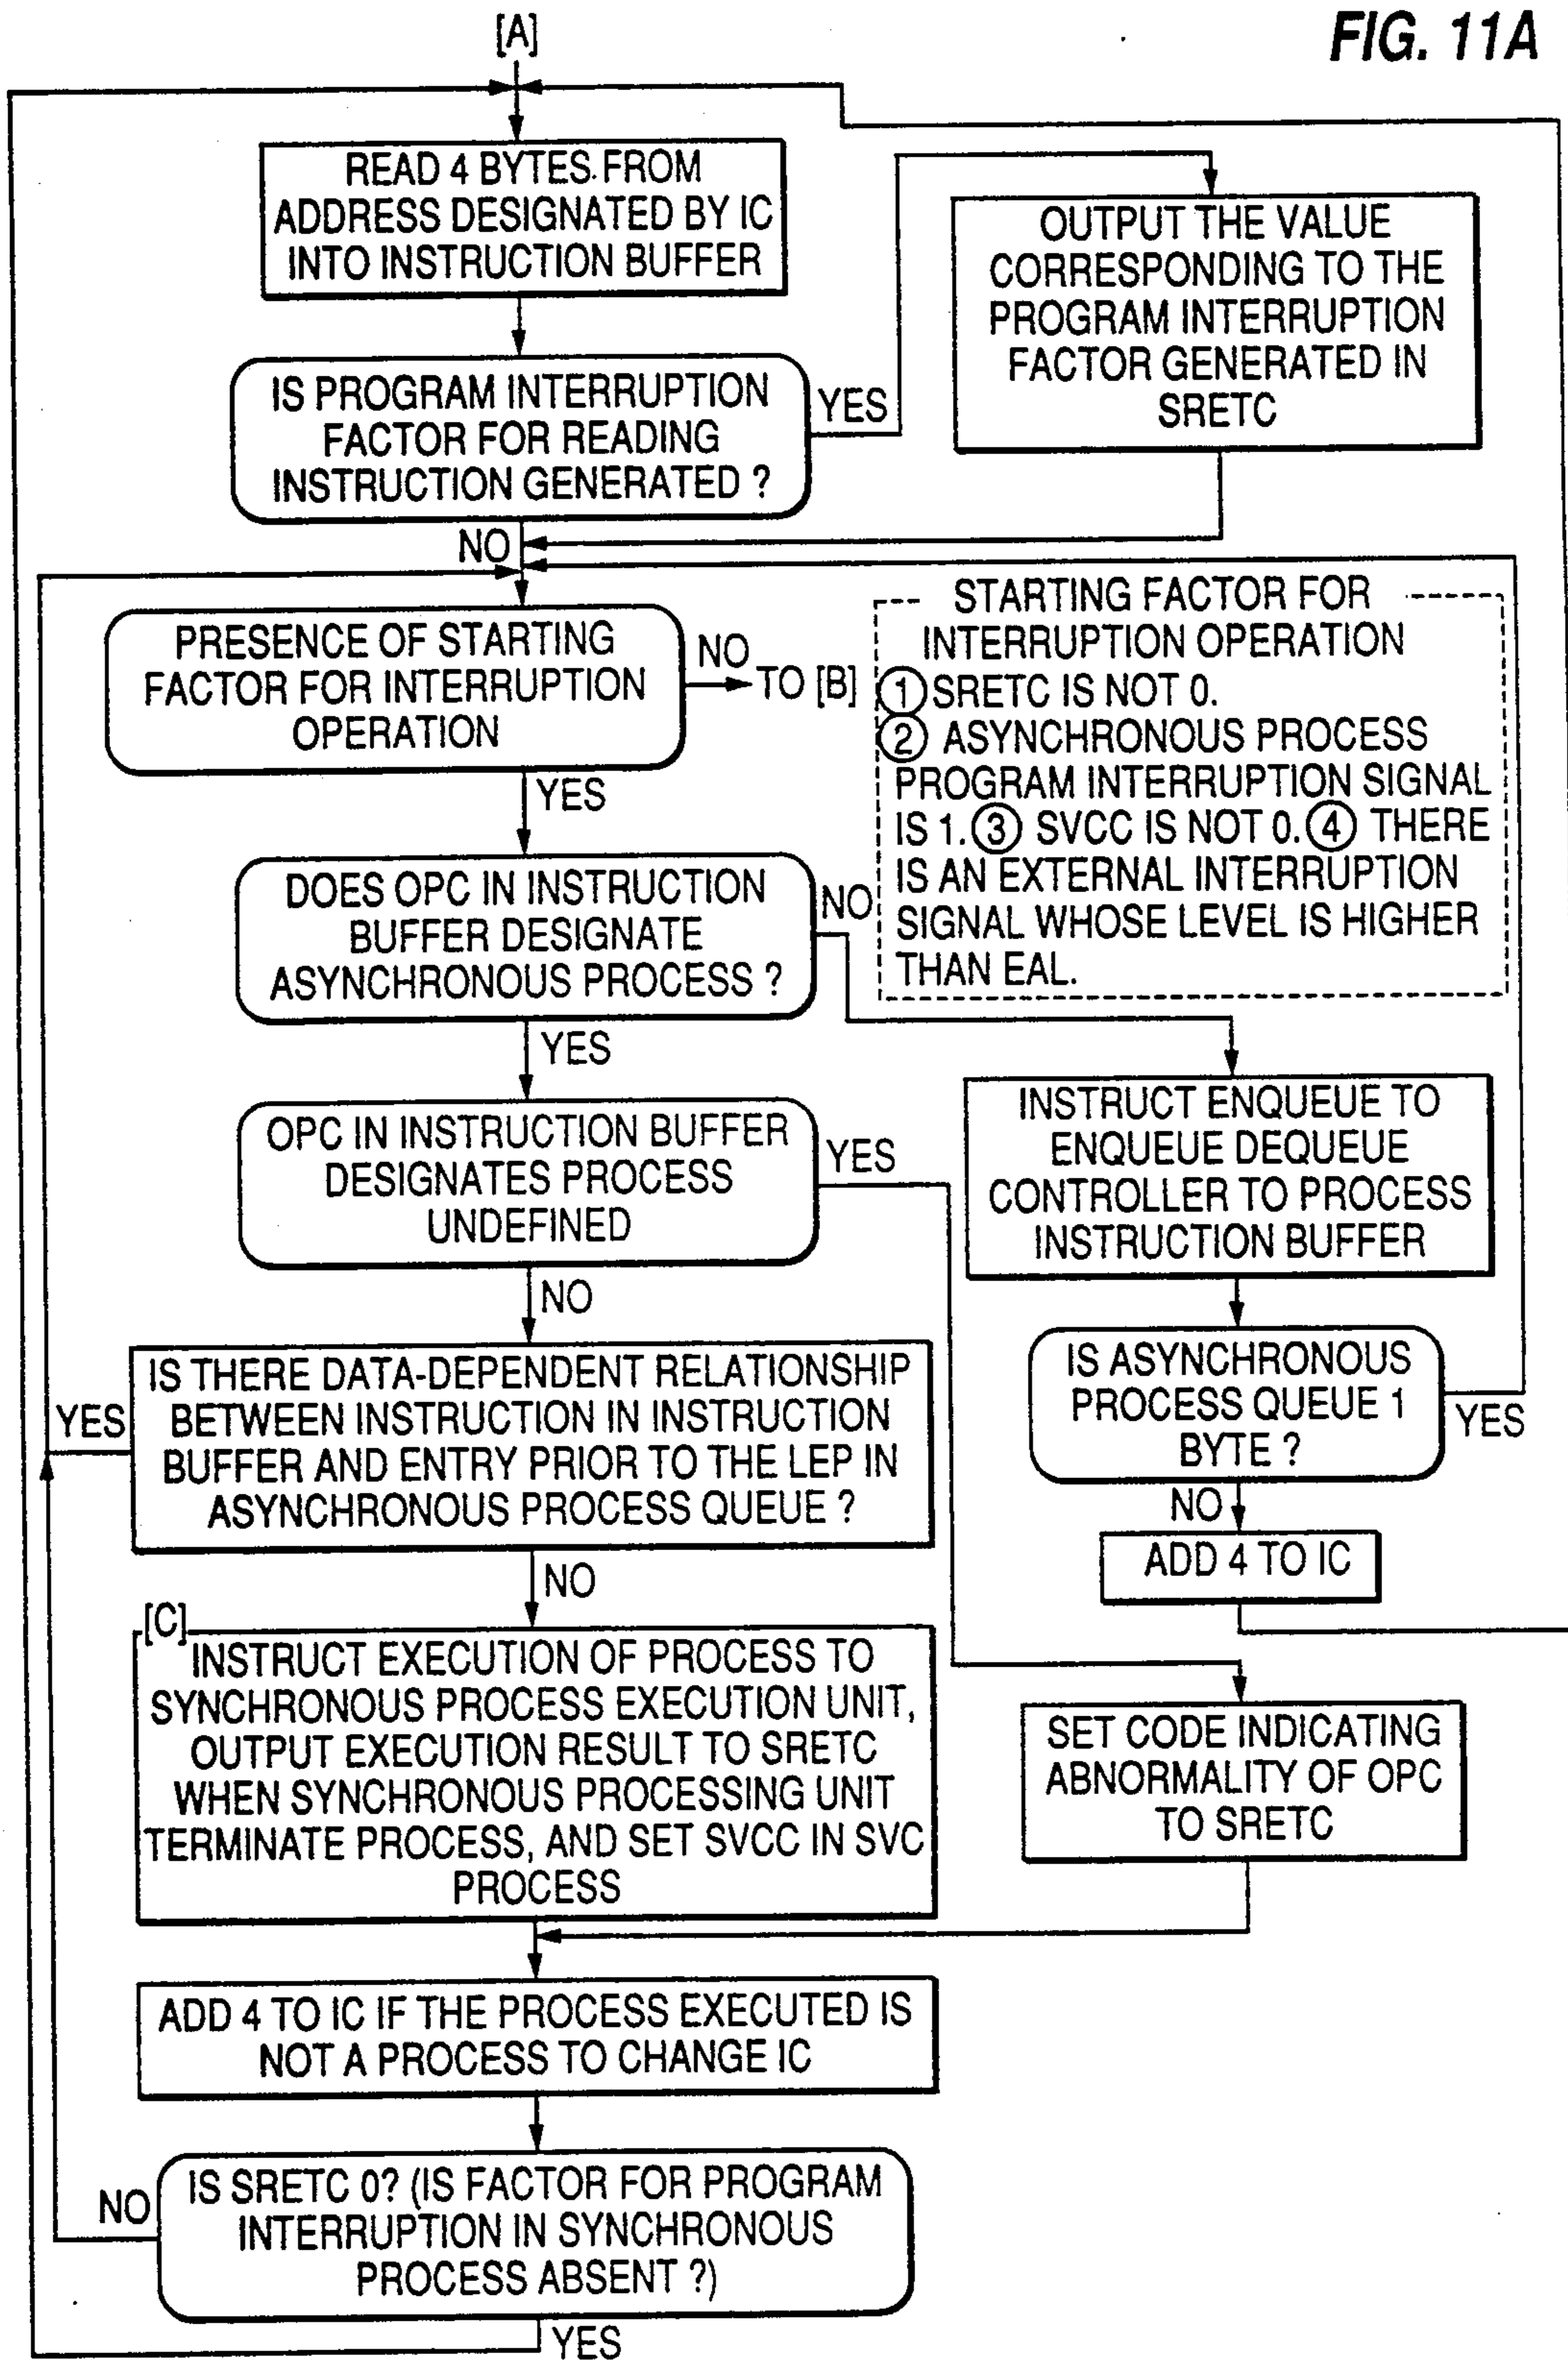 FIG. 11A
[A]
READ 4 BYTES FROM
ADDRESS DESIGNATED BY IC
INTO INSTRUCTION BUFFER
OUTPUT THE VALUE
CORRESPONDING TO THE
PROGRAM INTERRUPTION
FACTOR GENERATED IN
SRETC
IS PROGRAM INTERRUPTION
FACTOR FOR READING
INSTRUCTION GENERATED ?
YES
NO
PRESENCE OF STARTING
FACTOR FOR INTERRUPTION
OPERATION
NO
TO [B]
YES
STARTING FACTOR FOR
INTERRUPTION OPERATION
① SRETC IS NOT 0.
② ASYNCHRONOUS PROCESS
PROGRAM INTERRUPTION SIGNAL
IS 1. ③ SVCC IS NOT 0. ④ THERE
IS AN EXTERNAL INTERRUPTION
SIGNAL WHOSE LEVEL IS HIGHER
THAN EAL.
DOES OPC IN INSTRUCTION
BUFFER DESIGNATE
ASYNCHRONOUS PROCESS ?
NO
YES
OPC IN INSTRUCTION BUFFER
DESIGNATES PROCESS
UNDEFINED
YES
NO
INSTRUCT ENQUEUE TO
ENQUEUE DEQUEUE
CONTROLLER TO PROCESS
INSTRUCTION BUFFER
IS ASYNCHRONOUS
PROCESS QUEUE 1
BYTE ?
YES
NO
ADD 4 TO IC
IS THERE DATA-DEPENDENT RELATIONSHIP
BETWEEN INSTRUCTION IN INSTRUCTION
BUFFER AND ENTRY PRIOR TO THE LEP IN
ASYNCHRONOUS PROCESS QUEUE ?
YES
NO
[C]
INSTRUCT EXECUTION OF PROCESS TO
SYNCHRONOUS PROCESS EXECUTION UNIT,
OUTPUT EXECUTION RESULT TO SRETC
WHEN SYNCHRONOUS PROCESSING UNIT
TERMINATE PROCESS, AND SET SVCC IN SVC
PROCESS
SET CODE INDICATING
ABNORMALITY OF OPC
TO SRETC
ADD 4 TO IC IF THE PROCESS EXECUTED IS
NOT A PROCESS TO CHANGE IC
IS SRETC 0? (IS FACTOR FOR PROGRAM
INTERRUPTION IN SYNCHRONOUS
PROCESS ABSENT ?)
NO
YES